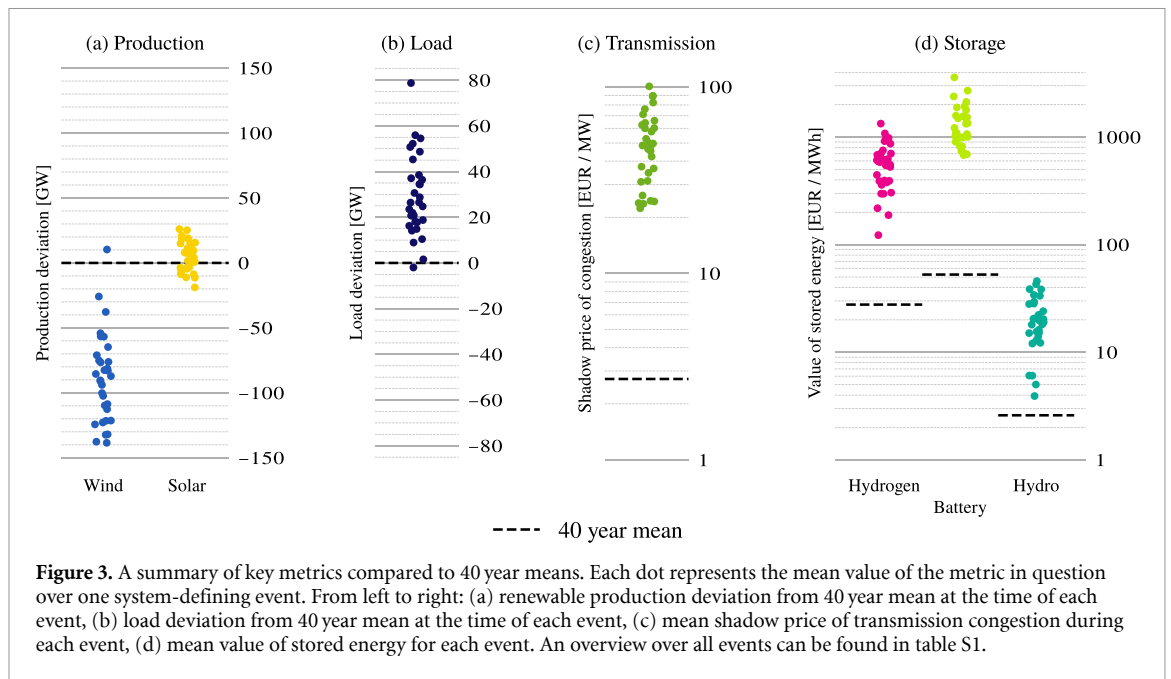 (a) Production
(b) Load
(c) Transmission
(d) Storage
Production deviation [GW]
150
100
50
0
−50
−100
−150
Wind
Solar
Load deviation [GW]
80
60
40
20
0
−20
−40
−60
−80
Shadow price of congestion [EUR / MW]
100
10
1
Value of stored energy [EUR / MWh]
1000
100
10
1
Hydrogen
Battery
Hydro
40 year mean
Figure 3. A summary of key metrics compared to 40 year means. Each dot represents the mean value of the metric in question
over one system-defining event. From left to right: (a) renewable production deviation from 40 year mean at the time of each
event, (b) load deviation from 40 year mean at the time of each event, (c) mean shadow price of transmission congestion during
each event, (d) mean value of stored energy for each event. An overview over all events can be found in table S1.